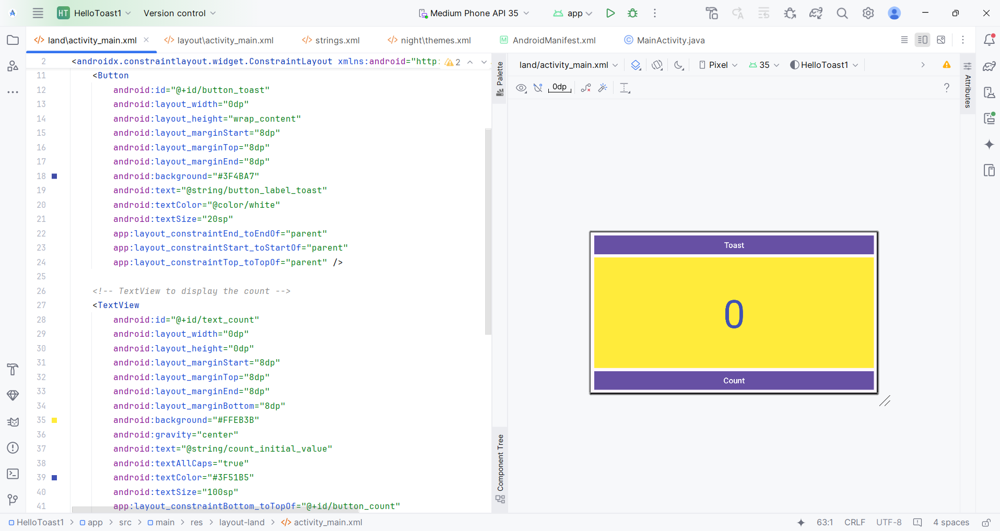 HT HelloToast1 Version control Medium Phone API 35 app
land\activity_main.xml layout\activity_main.xml strings.xml night\themes.xml AndroidManifest.xml MainActivity.java
2 <androidx.constraintlayout.widget.ConstraintLayout xmlns:android="http: 2
11 <Button
12 android:id="@+id/button_toast"
13 android:layout_width="0dp"
14 android:layout_height="wrap_content"
15 android:layout_marginStart="8dp"
16 android:layout_marginTop="8dp"
17 android:layout_marginEnd="8dp"
18 android:background="#3F4BA7"
19 android:text="@string/button_label_toast"
20 android:textColor="@color/white"
21 android:textSize="20sp"
22 app:layout_constraintEnd_toEndOf="parent"
23 app:layout_constraintStart_toStartOf="parent"
24 app:layout_constraintTop_toTopOf="parent" />
25
26 <!-- TextView to display the count -->
27 <TextView
28 android:id="@+id/text_count"
29 android:layout_width="0dp"
30 android:layout_height="0dp"
31 android:layout_marginStart="8dp"
32 android:layout_marginTop="8dp"
33 android:layout_marginEnd="8dp"
34 android:layout_marginBottom="8dp"
35 android:background="#FFEB3B"
36 android:gravity="center"
37 android:text="@string/count_initial_value"
38 android:textAllCaps="true"
39 android:textColor="#3F51B5"
40 android:textSize="100sp"
41 app:layout_constraintBottom_toTopOf="@+id/button_count"
Palette
Component Tree
land/activity_main.xml Pixel 35 HelloToast1
0dp ?
Toast
0
Count
Attributes
HelloToast1 > app > src > main > res > layout-land > activity_main.xml 63:1 CRLF UTF-8 4 spaces